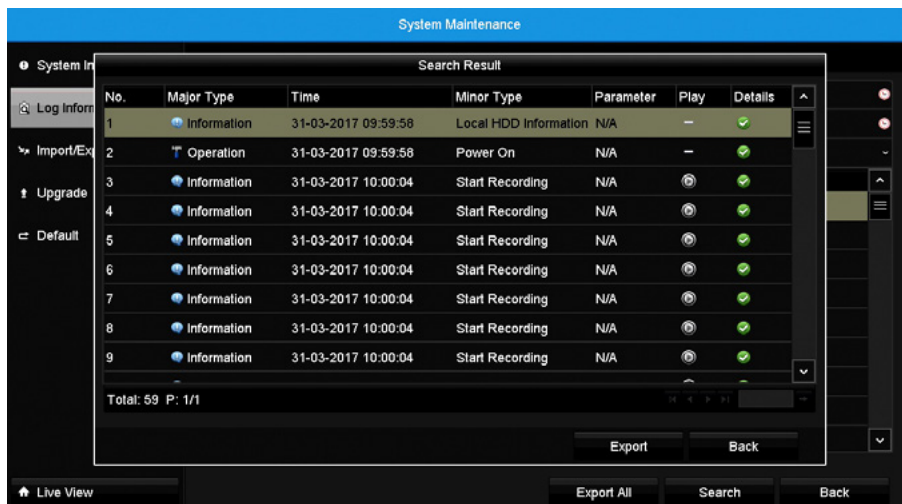 System Maintenance
System In
Search Result
Log Inform
No. Major Type Time Minor Type Parameter Play Details
1 Information 31-03-2017 09:59:58 Local HDD Information N/A –
Import/Exp
2 Operation 31-03-2017 09:59:58 Power On N/A –
3 Information 31-03-2017 10:00:04 Start Recording N/A
Upgrade
4 Information 31-03-2017 10:00:04 Start Recording N/A
Default
5 Information 31-03-2017 10:00:04 Start Recording N/A
6 Information 31-03-2017 10:00:04 Start Recording N/A
7 Information 31-03-2017 10:00:04 Start Recording N/A
8 Information 31-03-2017 10:00:04 Start Recording N/A
9 Information 31-03-2017 10:00:04 Start Recording N/A
Total: 59 P: 1/1
Export Back
Live View Export All Search Back